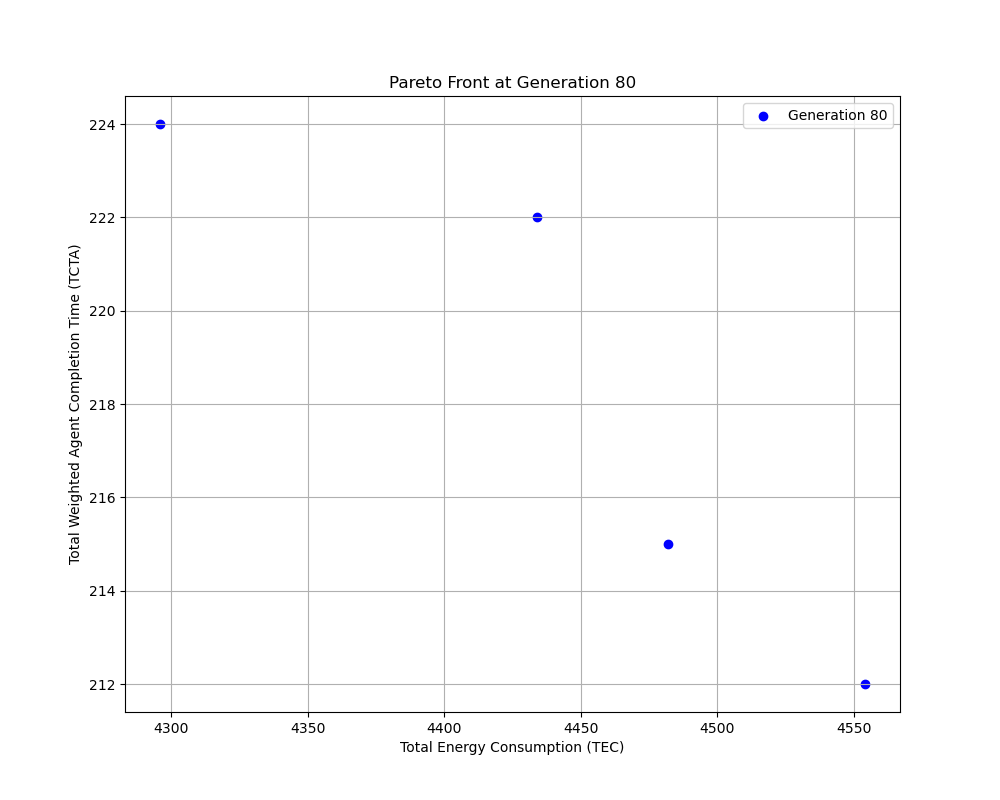 Pareto Front at Generation 80
Generation 80
Total Weighted Agent Completion Time (TCTA)
224
222
220
218
216
214
212
4300 4350 4400 4450 4500 4550
Total Energy Consumption (TEC)